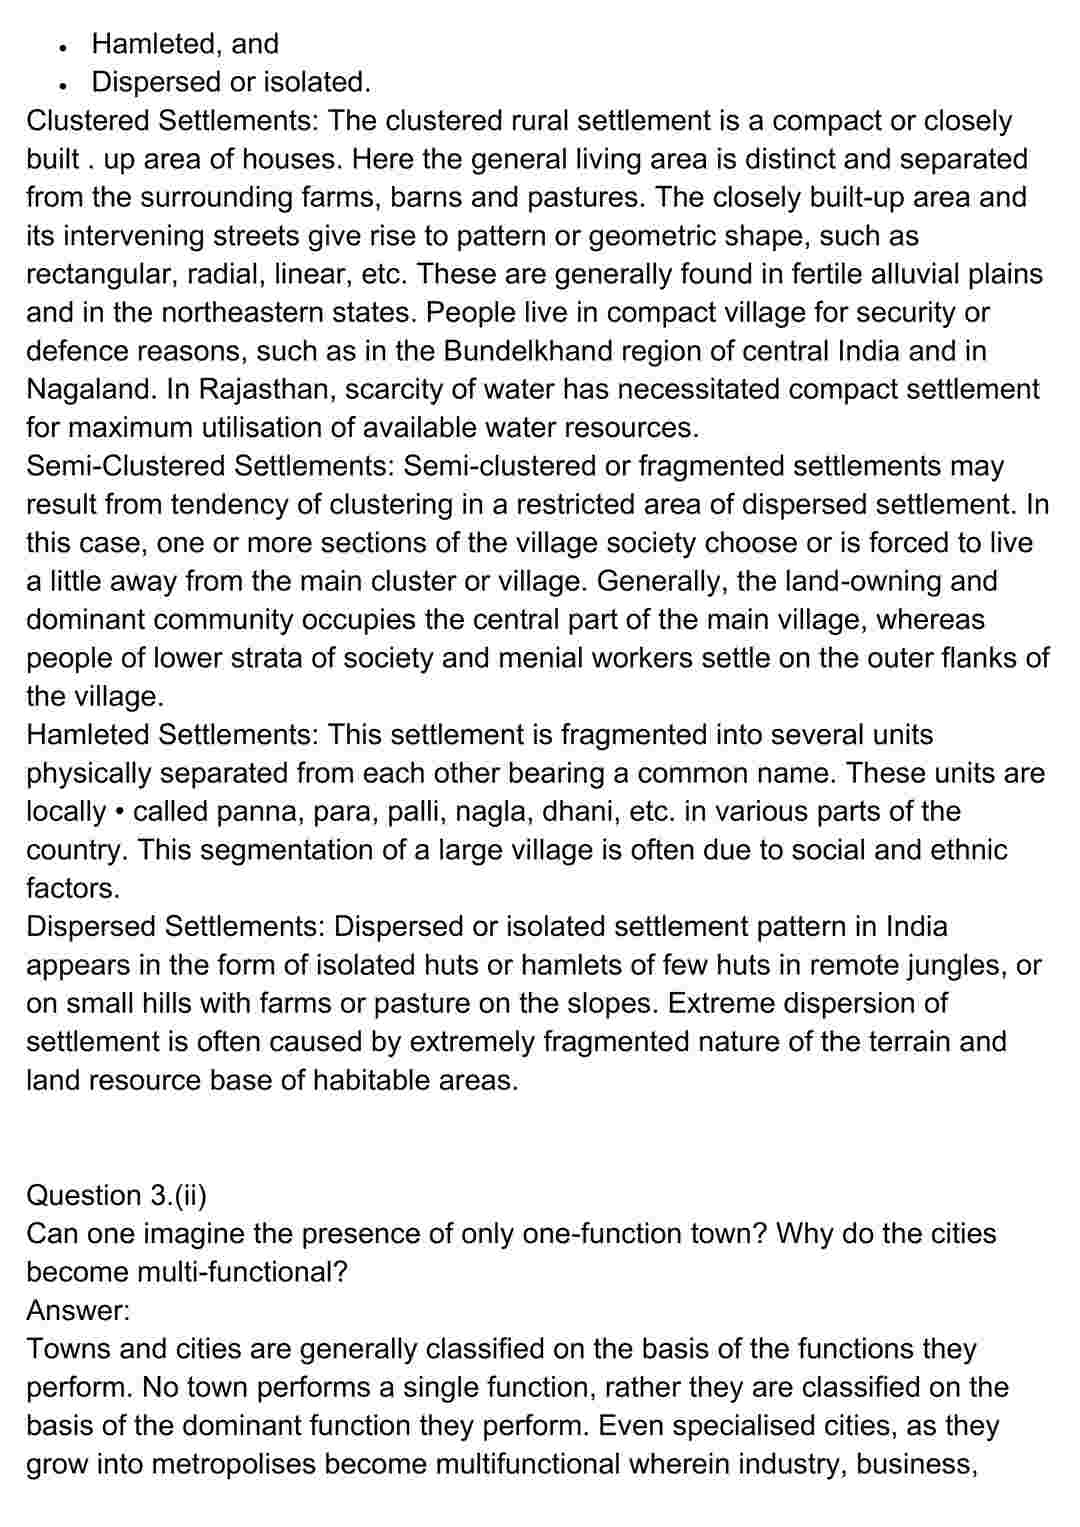 • Hamleted, and
• Dispersed or isolated.
Clustered Settlements: The clustered rural settlement is a compact or closely
built . up area of houses. Here the general living area is distinct and separated
from the surrounding farms, barns and pastures. The closely built-up area and
its intervening streets give rise to pattern or geometric shape, such as
rectangular, radial, linear, etc. These are generally found in fertile alluvial plains
and in the northeastern states. People live in compact village for security or
defence reasons, such as in the Bundelkhand region of central India and in
Nagaland. In Rajasthan, scarcity of water has necessitated compact settlement
for maximum utilisation of available water resources.
Semi-Clustered Settlements: Semi-clustered or fragmented settlements may
result from tendency of clustering in a restricted area of dispersed settlement. In
this case, one or more sections of the village society choose or is forced to live
a little away from the main cluster or village. Generally, the land-owning and
dominant community occupies the central part of the main village, whereas
people of lower strata of society and menial workers settle on the outer flanks of
the village.
Hamleted Settlements: This settlement is fragmented into several units
physically separated from each other bearing a common name. These units are
locally • called panna, para, palli, nagla, dhani, etc. in various parts of the
country. This segmentation of a large village is often due to social and ethnic
factors.
Dispersed Settlements: Dispersed or isolated settlement pattern in India
appears in the form of isolated huts or hamlets of few huts in remote jungles, or
on small hills with farms or pasture on the slopes. Extreme dispersion of
settlement is often caused by extremely fragmented nature of the terrain and
land resource base of habitable areas.
Question 3.(ii)
Can one imagine the presence of only one-function town? Why do the cities
become multi-functional?
Answer:
Towns and cities are generally classified on the basis of the functions they
perform. No town performs a single function, rather they are classified on the
basis of the dominant function they perform. Even specialised cities, as they
grow into metropolises become multifunctional wherein industry, business,